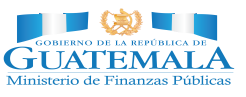 GOBIERNO DE LA REPÚBLICA DE
GUATEMALA
Ministerio de Finanzas Públicas